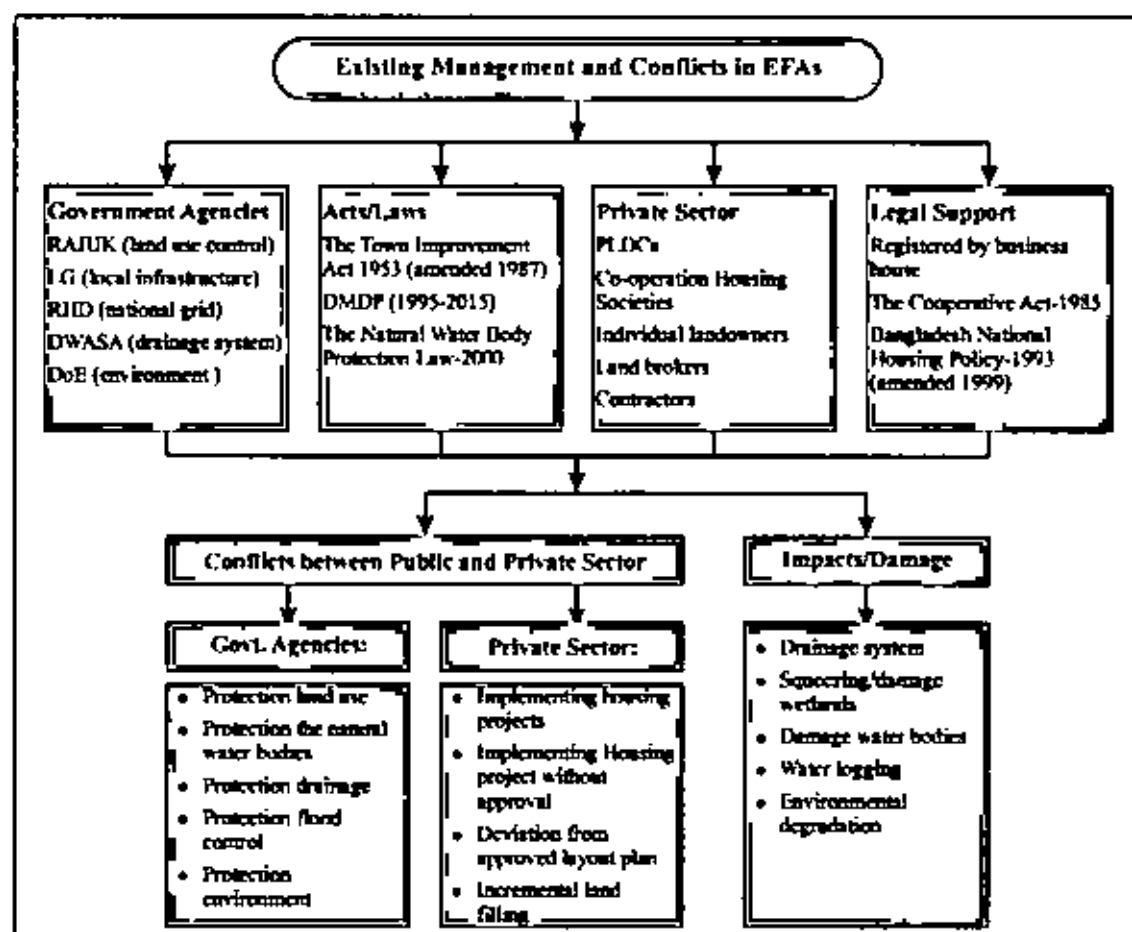 Existing Management and Conflicts in EFAs
Government Agencies
RAJUK (land use control)
LG (local infrastructure)
RHD (national grid)
DWASA (drainage system)
DoE (environment )
Acts/Laws
The Town Improvement
Act 1953 (amended 1987)
DMDP (1995-2015)
The Natural Water Body
Protection Law-2000
Private Sector
PLDCs
Co-operation Housing
Societies
Individual landowners
Land brokers
Contractors
Legal Support
Registered by business
house
The Cooperative Act-1985
Bangladesh National
Housing Policy-1993
(amended 1999)
Conflicts between Public and Private Sector
Impacts/Damage
Govt. Agencies:
• Protection land use
• Protection the natural
water bodies
• Protection drainage
• Protection flood
control
• Protection
environment
Private Sector:
• Implementing housing
projects
• Implementing Housing
project without
approval
• Deviation from
approved layout plan
• Incremental land
filling
• Drainage system
• Squeezing/damage
wetlands
• Damage water bodies
• Water logging
• Environmental
degradation